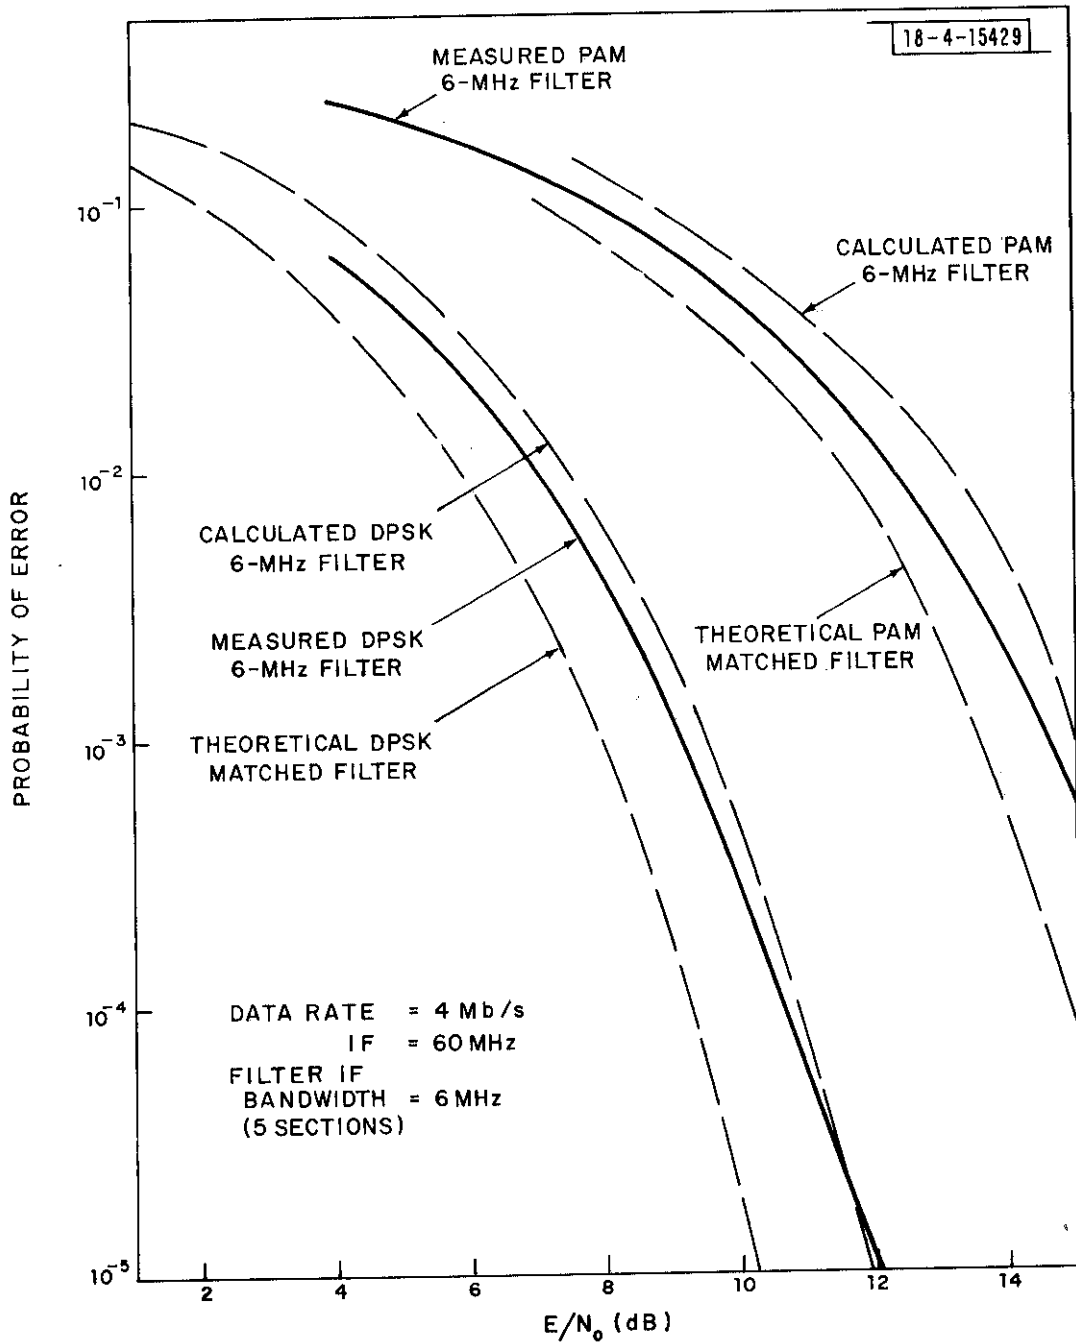 18-4-15429
MEASURED PAM
6-MHz FILTER
CALCULATED PAM
6-MHz FILTER
10⁻¹
10⁻²
10⁻³
10⁻⁴
10⁻⁵
PROBABILITY OF ERROR
CALCULATED DPSK
6-MHz FILTER
MEASURED DPSK
6-MHz FILTER
THEORETICAL DPSK
MATCHED FILTER
THEORETICAL PAM
MATCHED FILTER
DATA RATE = 4 Mb/s
IF = 60 MHz
FILTER IF
BANDWIDTH = 6 MHz
(5 SECTIONS)
2 4 6 8 10 12 14
E/N₀ (dB)